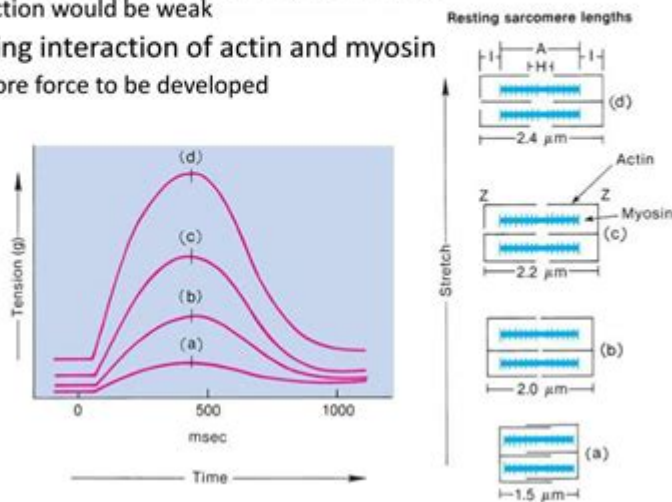 ction would be weak
ing interaction of actin and myosin
ore force to be developed
Resting sarcomere lengths
I A I
H
(d)
2.4 μm
Actin
Z Z
Myosin
(c)
2.2 μm
(b)
2.0 μm
(a)
1.5 μm
Stretch
(d)
(c)
(b)
(a)
Tension (g)
0 500 1000
msec
Time